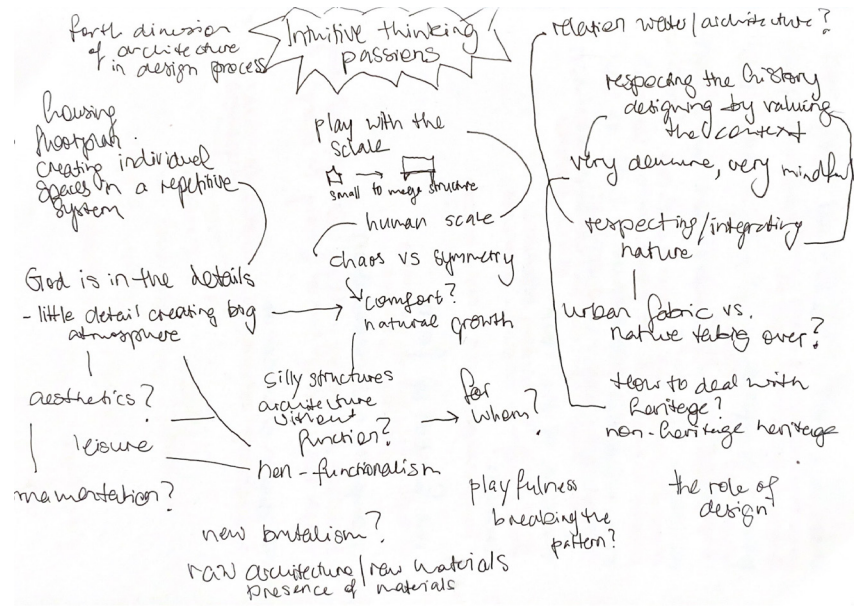 forth dimension
of architecture
in design process
Intuitive thinking
passions
relation water/architecture?
respecting the history
designing by valuing
the context
very demure, very mindful
respecting/integrating
nature
urban fabric vs.
nature taking over?
How to deal with
heritage?
non-heritage heritage
the role of
design
housing
floorplan
creating individual
spaces in a repetitive
system
play with the
scale
small to mega structure
human scale
chaos vs symmetry
comfort?
natural growth
God is in the details
- little detail creating big
atmosphere
aesthetics?
leisure
silly structures
architecture
without
function?
for
whom?
non-functionalism
playfulness
breaking the
pattern?
new brutalism?
raw architecture/raw materials
presence of materials